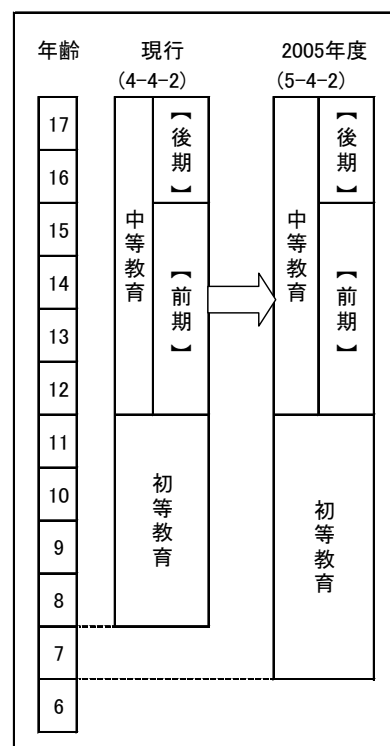 年齢 現行 2005年度
(4-4-2) (5-4-2)
17
16
15
14
13
12
11
10
9
8
7
6
中等教育
【後期】
【前期】
初等教育
中等教育
【後期】
【前期】
初等教育